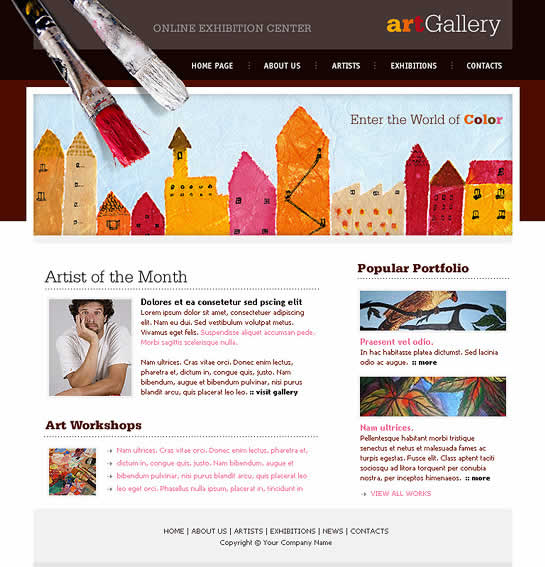 ONLINE EXHIBITION CENTER
artGallery
HOME PAGE
ABOUT US
ARTISTS
EXHIBITIONS
CONTACTS
Enter the World of Color
Artist of the Month
Dolores et ea consetetur sed pscing elit
Lorem ipsum dolor sit amet, consectetuer adipiscing
elit. Nam eu dui. Sed vestibulum volutpat metus.
Vivamus eget felis. Suspendisse aliquet accumsan pede.
Morbi sagittis scelerisque nulla.
Nam ultrices. Cras vitae orci. Donec enim lectus,
pharetra et, dictum in, congue quis, justo. Nam
bibendum, augue et bibendum pulvinar, nisi purus
blandit arcu, quis placerat leo leo. :: visit gallery
Art Workshops
Nam ultrices. Cras vitae orci. Donec enim lectus, pharetra et,
dictum in, congue quis, justo. Nam bibendum, augue et
bibendum pulvinar, nisi purus blandit arcu, quis placerat leo
leo eget orci. Phasellus nulla ipsum, placerat in, tincidunt in
Popular Portfolio
Praesent vel odio.
In hac habitasse platea dictumst. Sed lacinia
odio ac augue. :: more
Nam ultrices.
Pellentesque habitant morbi tristique
senectus et netus et malesuada fames ac
turpis egestas. Fusce elit. Class aptent taciti
sociosqu ad litora torquent per conubia
nostra, per inceptos himenaeos. :: more
VIEW ALL WORKS
HOME | ABOUT US | ARTISTS | EXHIBITIONS | NEWS | CONTACTS
Copyright © Your Company Name